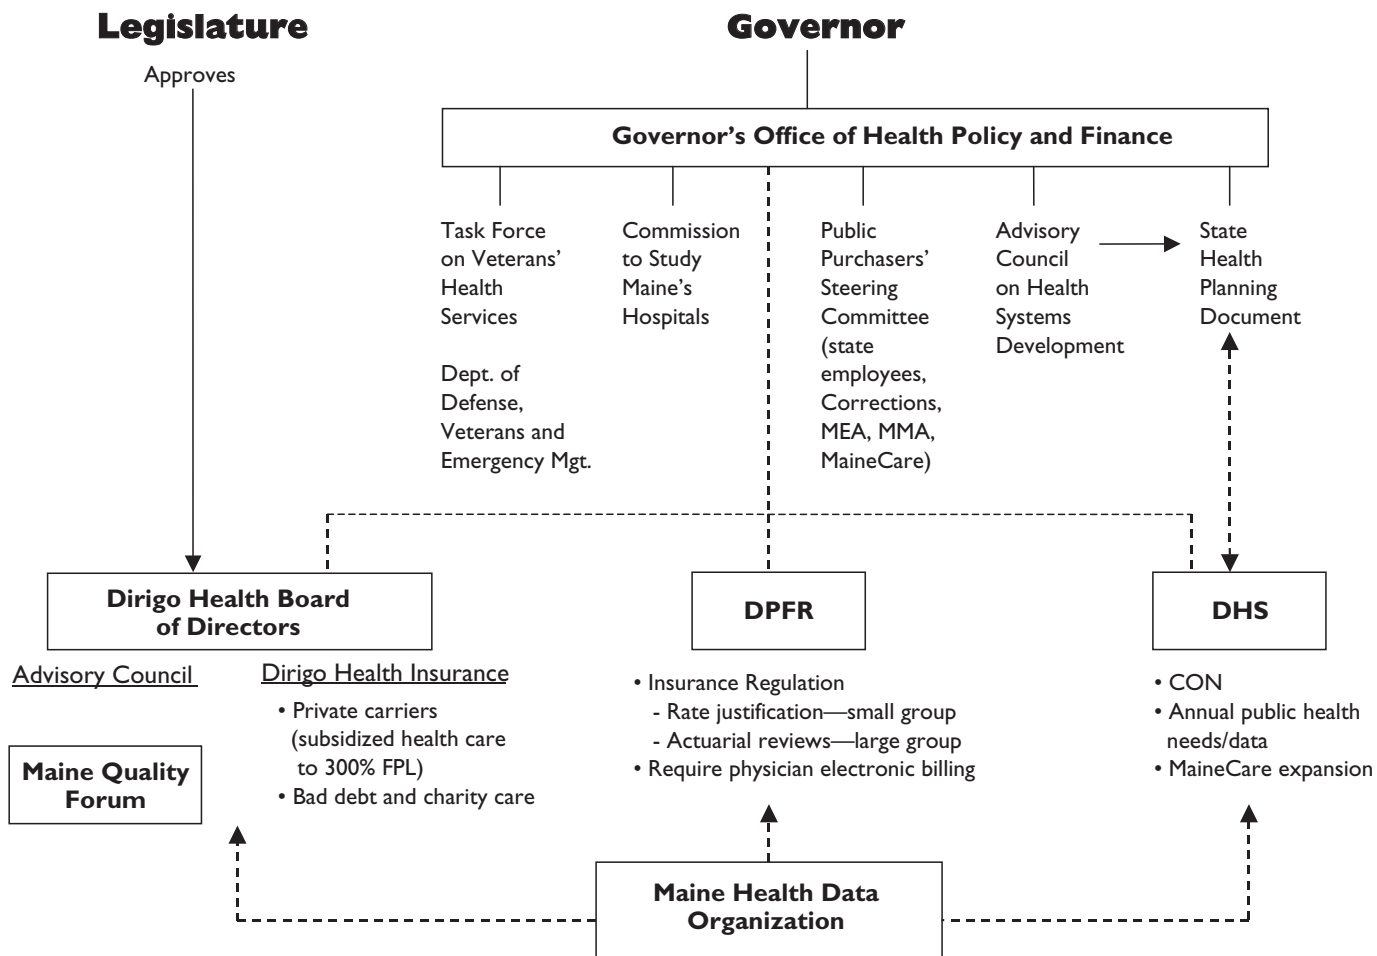 Legislature
Approves
Governor
Governor's Office of Health Policy and Finance
Task Force
on Veterans'
Health
Services
Dept. of
Defense,
Veterans and
Emergency Mgt.
Commission
to Study
Maine's
Hospitals
Public
Purchasers'
Steering
Committee
(state
employees,
Corrections,
MEA, MMA,
MaineCare)
Advisory
Council
on Health
Systems
Development
State
Health
Planning
Document
Dirigo Health Board
of Directors
Advisory Council
Maine Quality
Forum
Dirigo Health Insurance
• Private carriers
(subsidized health care
to 300% FPL)
• Bad debt and charity care
DPFR
• Insurance Regulation
- Rate justification—small group
- Actuarial reviews—large group
• Require physician electronic billing
DHS
• CON
• Annual public health
needs/data
• MaineCare expansion
Maine Health Data
Organization